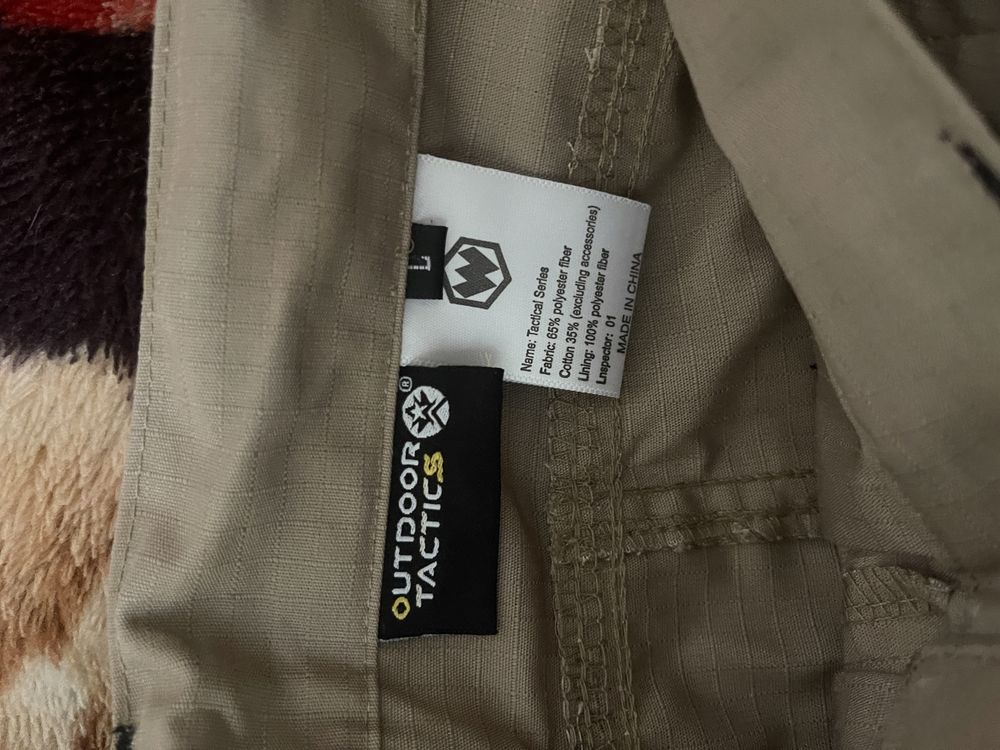 L
Name: Tactical Series
Fabric: 65% polyester fiber
Cotton 35% (excluding accessories)
Lining: 100% polyester fiber
Lnspector: 01
MADE IN CHINA
OUTDOOR ®
TACTICS